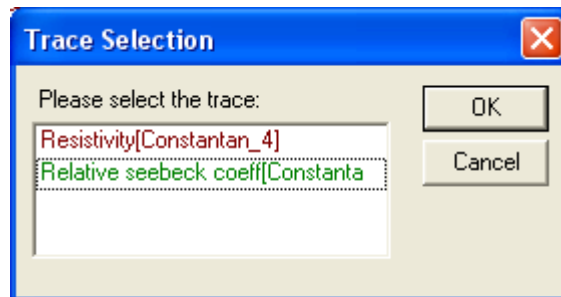 Trace Selection
Please select the trace:
OK
Resistivity[Constantan_4]
Relative seebeck coeff[Constanta
Cancel